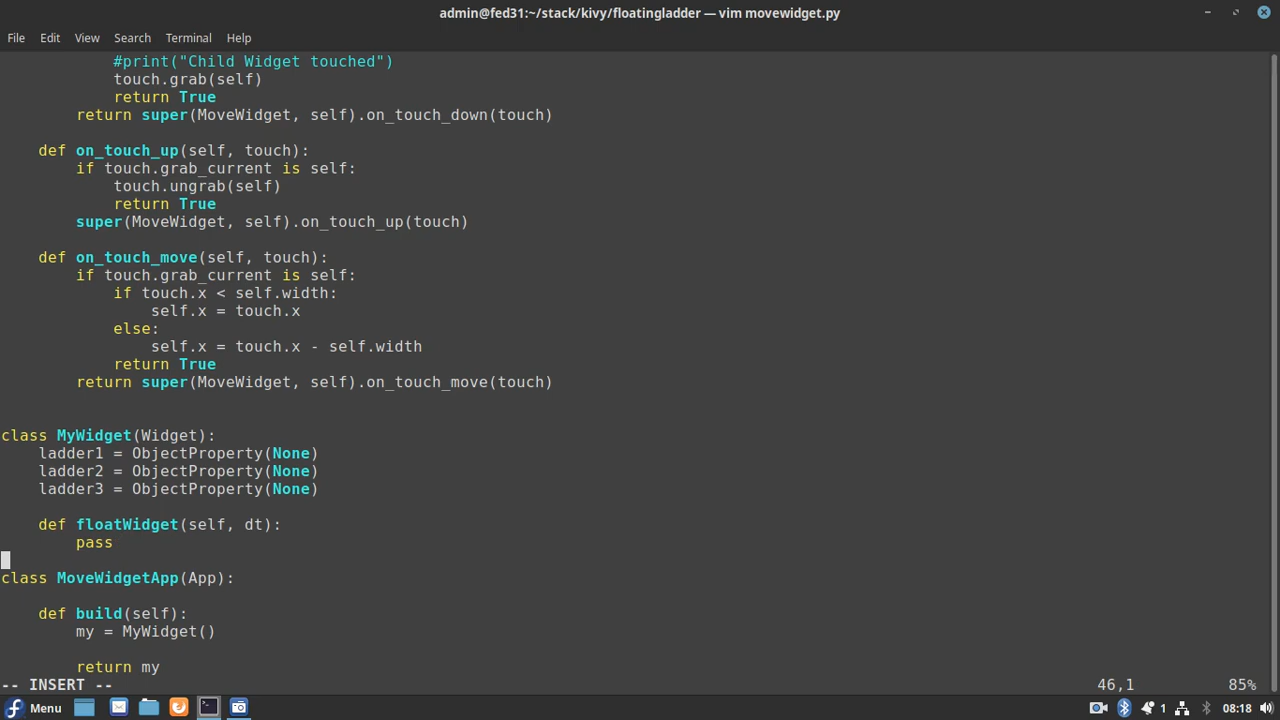 admin@fed31:~/stack/kivy/floatingladder — vim movewidget.py
File Edit View Search Terminal Help
            #print("Child Widget touched")
            touch.grab(self)
            return True
        return super(MoveWidget, self).on_touch_down(touch)

    def on_touch_up(self, touch):
        if touch.grab_current is self:
            touch.ungrab(self)
            return True
        super(MoveWidget, self).on_touch_up(touch)

    def on_touch_move(self, touch):
        if touch.grab_current is self:
            if touch.x < self.width:
                self.x = touch.x
            else:
                self.x = touch.x - self.width
            return True
        return super(MoveWidget, self).on_touch_move(touch)


class MyWidget(Widget):
    ladder1 = ObjectProperty(None)
    ladder2 = ObjectProperty(None)
    ladder3 = ObjectProperty(None)

    def floatWidget(self, dt):
        pass

class MoveWidgetApp(App):

    def build(self):
        my = MyWidget()

        return my
-- INSERT -- 46,1 85%
Menu 1 08:18